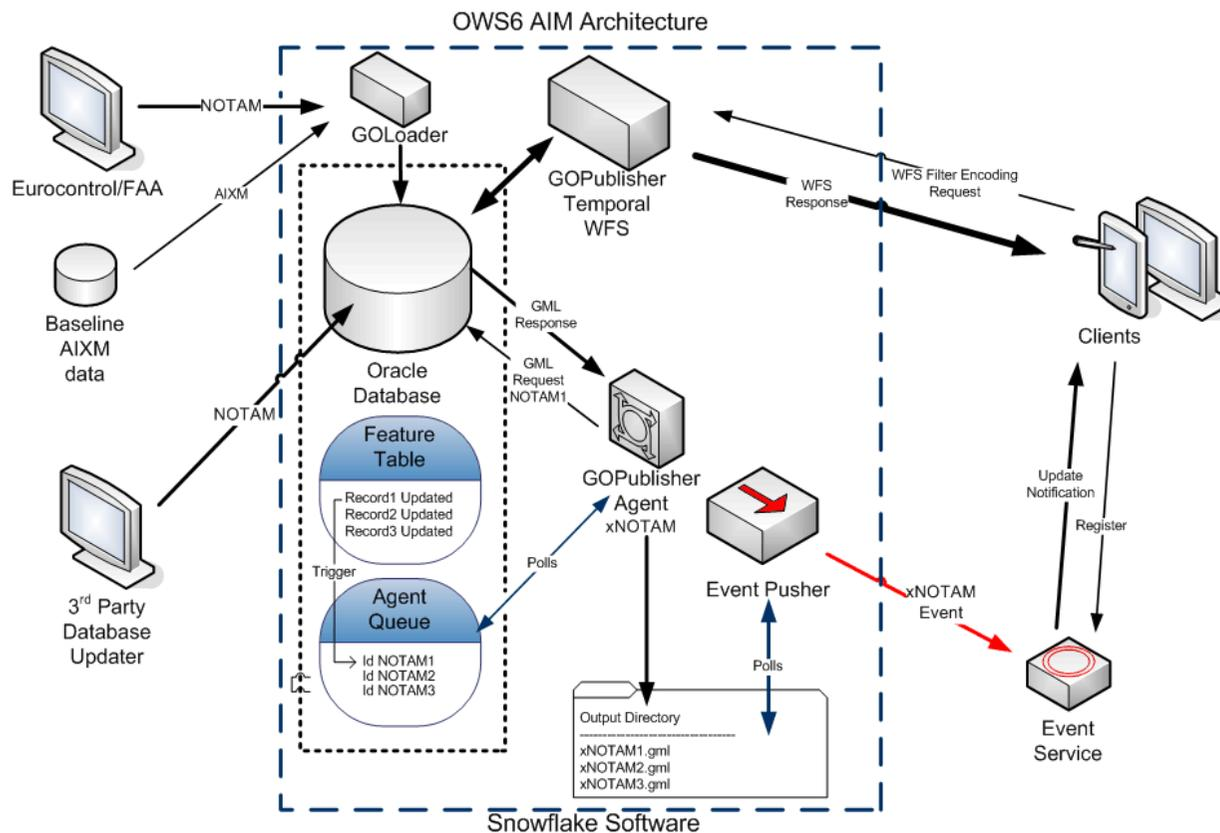 OWS6 AIM Architecture
NOTAM
GOLoader
Eurocontrol/FAA
AIXM
GOPublisher
Temporal
WFS
WFS Filter Encoding
Request
WFS
Response
Baseline
AIXM
data
Clients
GML
Response
Oracle
Database
GML
Request
NOTAM1
NOTAM
Feature
Table
Record1 Updated
Record2 Updated
Record3 Updated
GOPublisher
Agent
xNOTAM
Update
Notification
Register
Trigger
Polls
3rd Party
Database
Updater
Agent
Queue
Id NOTAM1
Id NOTAM2
Id NOTAM3
Event Pusher
xNOTAM
Event
Polls
Output Directory
------------------------------------
xNOTAM1.gml
xNOTAM2.gml
xNOTAM3.gml
Event
Service
Snowflake Software